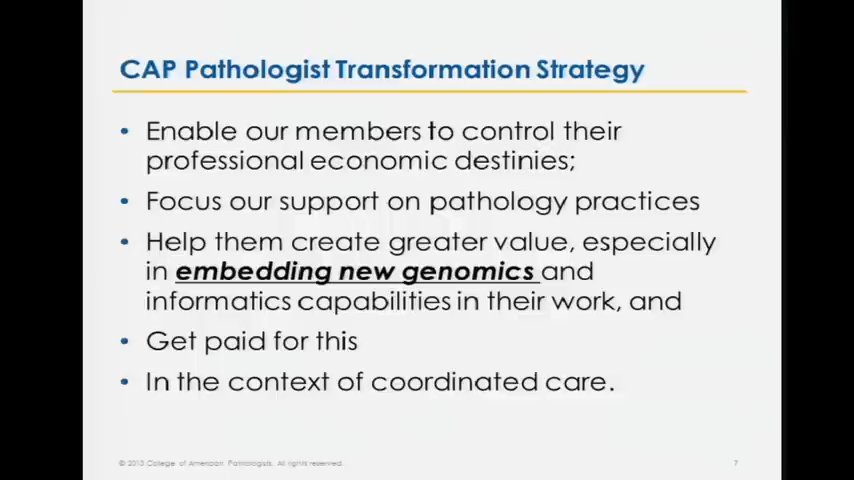 CAP Pathologist Transformation Strategy
• Enable our members to control their
professional economic destinies;
• Focus our support on pathology practices
• Help them create greater value, especially
in embedding new genomics and
informatics capabilities in their work, and
• Get paid for this
• In the context of coordinated care.
© 2013 College of American Pathologists. All rights reserved.
7